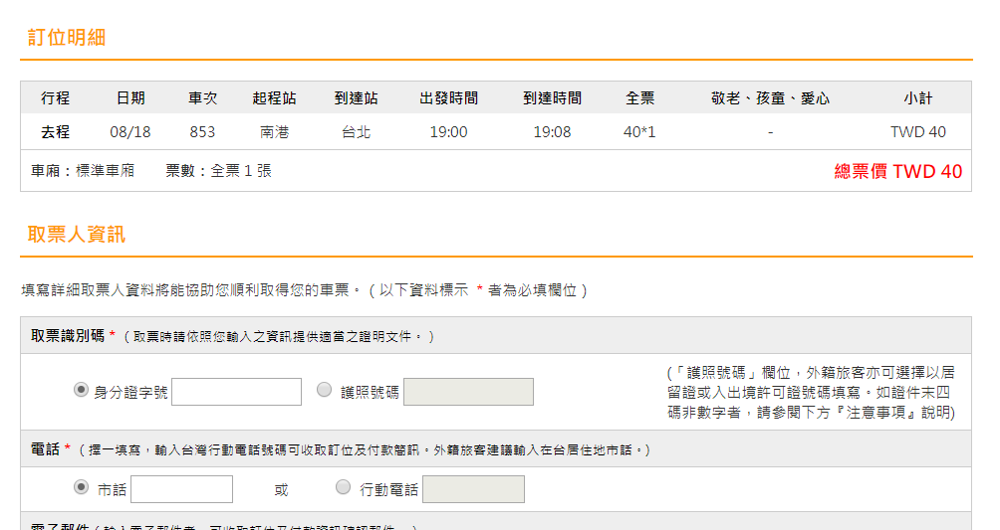 訂位明細
行程 日期 車次 起程站 到達站 出發時間 到達時間 全票 敬老、孩童、愛心 小計
去程 08/18 853 南港 台北 19:00 19:08 40*1 - TWD 40
車廂：標準車廂 票數：全票 1 張 總票價 TWD 40
取票人資訊
填寫詳細取票人資料將能協助您順利取得您的車票。( 以下資料標示 * 者為必填欄位 )
取票識別碼 * ( 取票時請依照您輸入之資訊提供適當之證明文件。 )
身分證字號 護照號碼
(「護照號碼」欄位，外籍旅客亦可選擇以居
留證或入出境許可證號碼填寫。如證件末四
碼非數字者，請參閱下方『注意事項』說明)
電話 * ( 擇一填寫，輸入台灣行動電話號碼可收取訂位及付款簡訊。外籍旅客建議輸入在台居住地市話。)
市話 或 行動電話